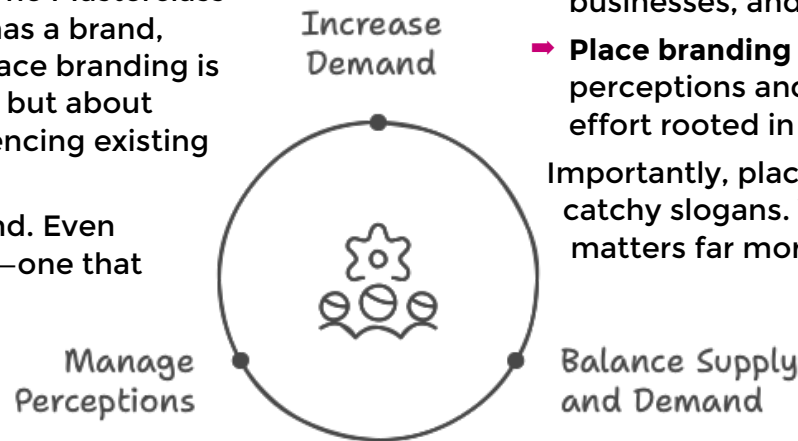 has a brand,
lace branding is
but about
encing existing
nd. Even
—one that
Increase
Demand
businesses, and
➡ Place branding
perceptions and
effort rooted in
Importantly, plac
catchy slogans.
matters far mor
Manage
Perceptions
Balance Supply
and Demand